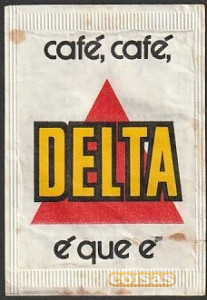 café, café,
DELTA
é que é
coisas